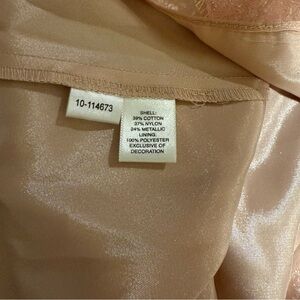 10-114673
SHELL:
39% COTTON
37% NYLON
24% METALLIC
LINING:
100% POLYESTER
EXCLUSIVE OF
DECORATION